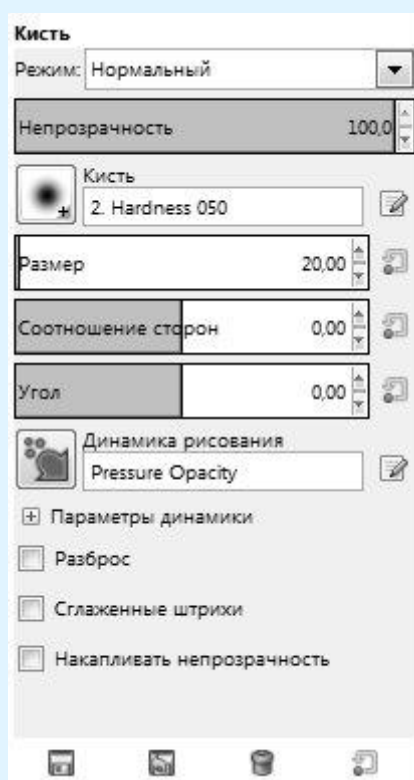 Кисть
Режим: Нормальный
Непрозрачность 100,0
Кисть
2. Hardness 050
Размер 20,00
Соотношение сторон 0,00
Угол 0,00
Динамика рисования
Pressure Opacity
Параметры динамики
Разброс
Сглаженные штрихи
Накапливать непрозрачность